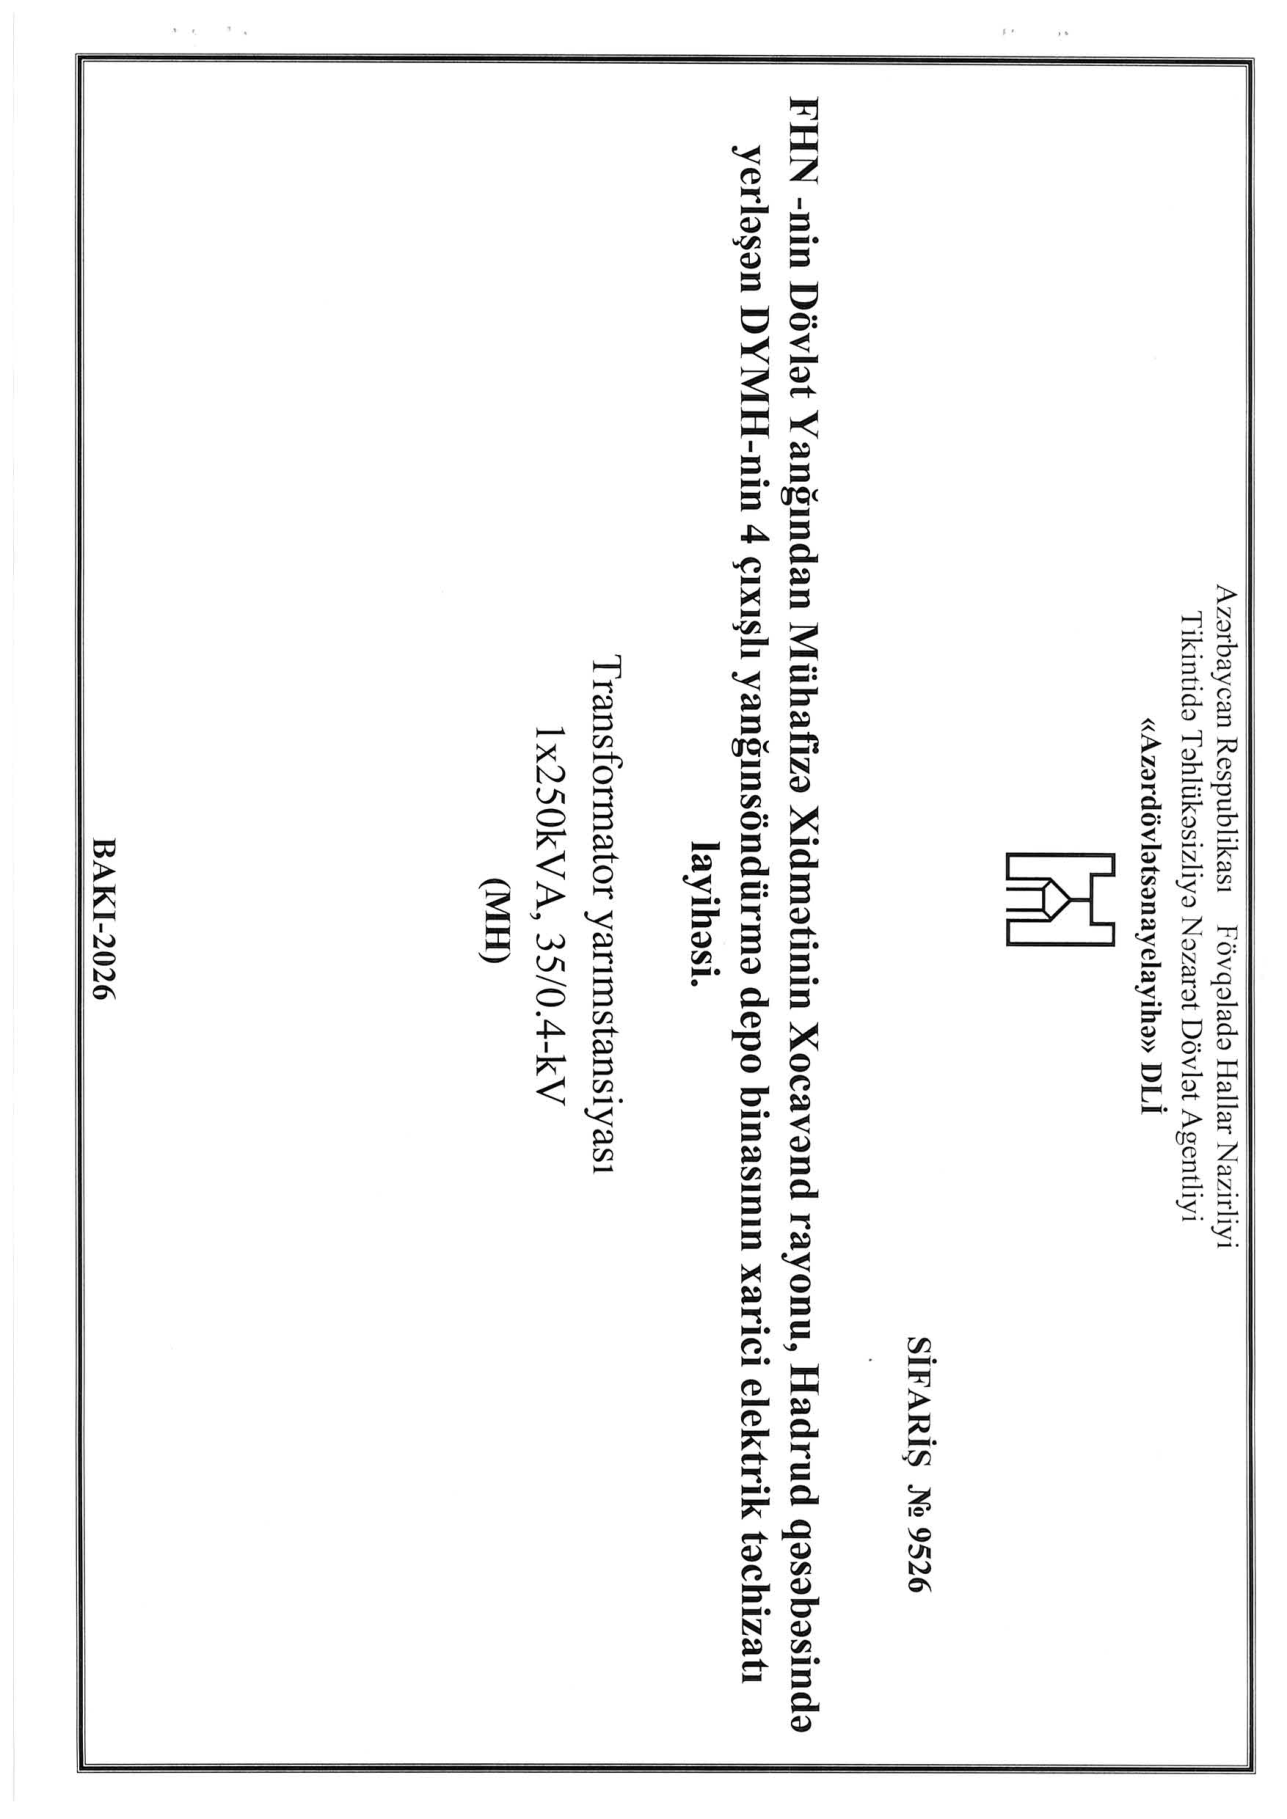 Azərbaycan Respublikası Fövqəladə Hallar Nazirliyi
Tikintidə Təhlükəsizliyə Nəzarət Dövlət Agentliyi
«Azərdövlətsənayelayihə» DLİ
SİFARİŞ № 9526
FHN -nin Dövlət Yanğından Mühafizə Xidmətinin Xocavənd rayonu, Hadrud qəsəbəsində
yerləşən DYMH-nin 4 çıxışlı yanğınsöndürmə depo binasının xarici elektrik təchizatı
layihəsi.
Transformator yarımstansiyası
1x250kVA, 35/0.4-kV
(MH)
BAKI-2026